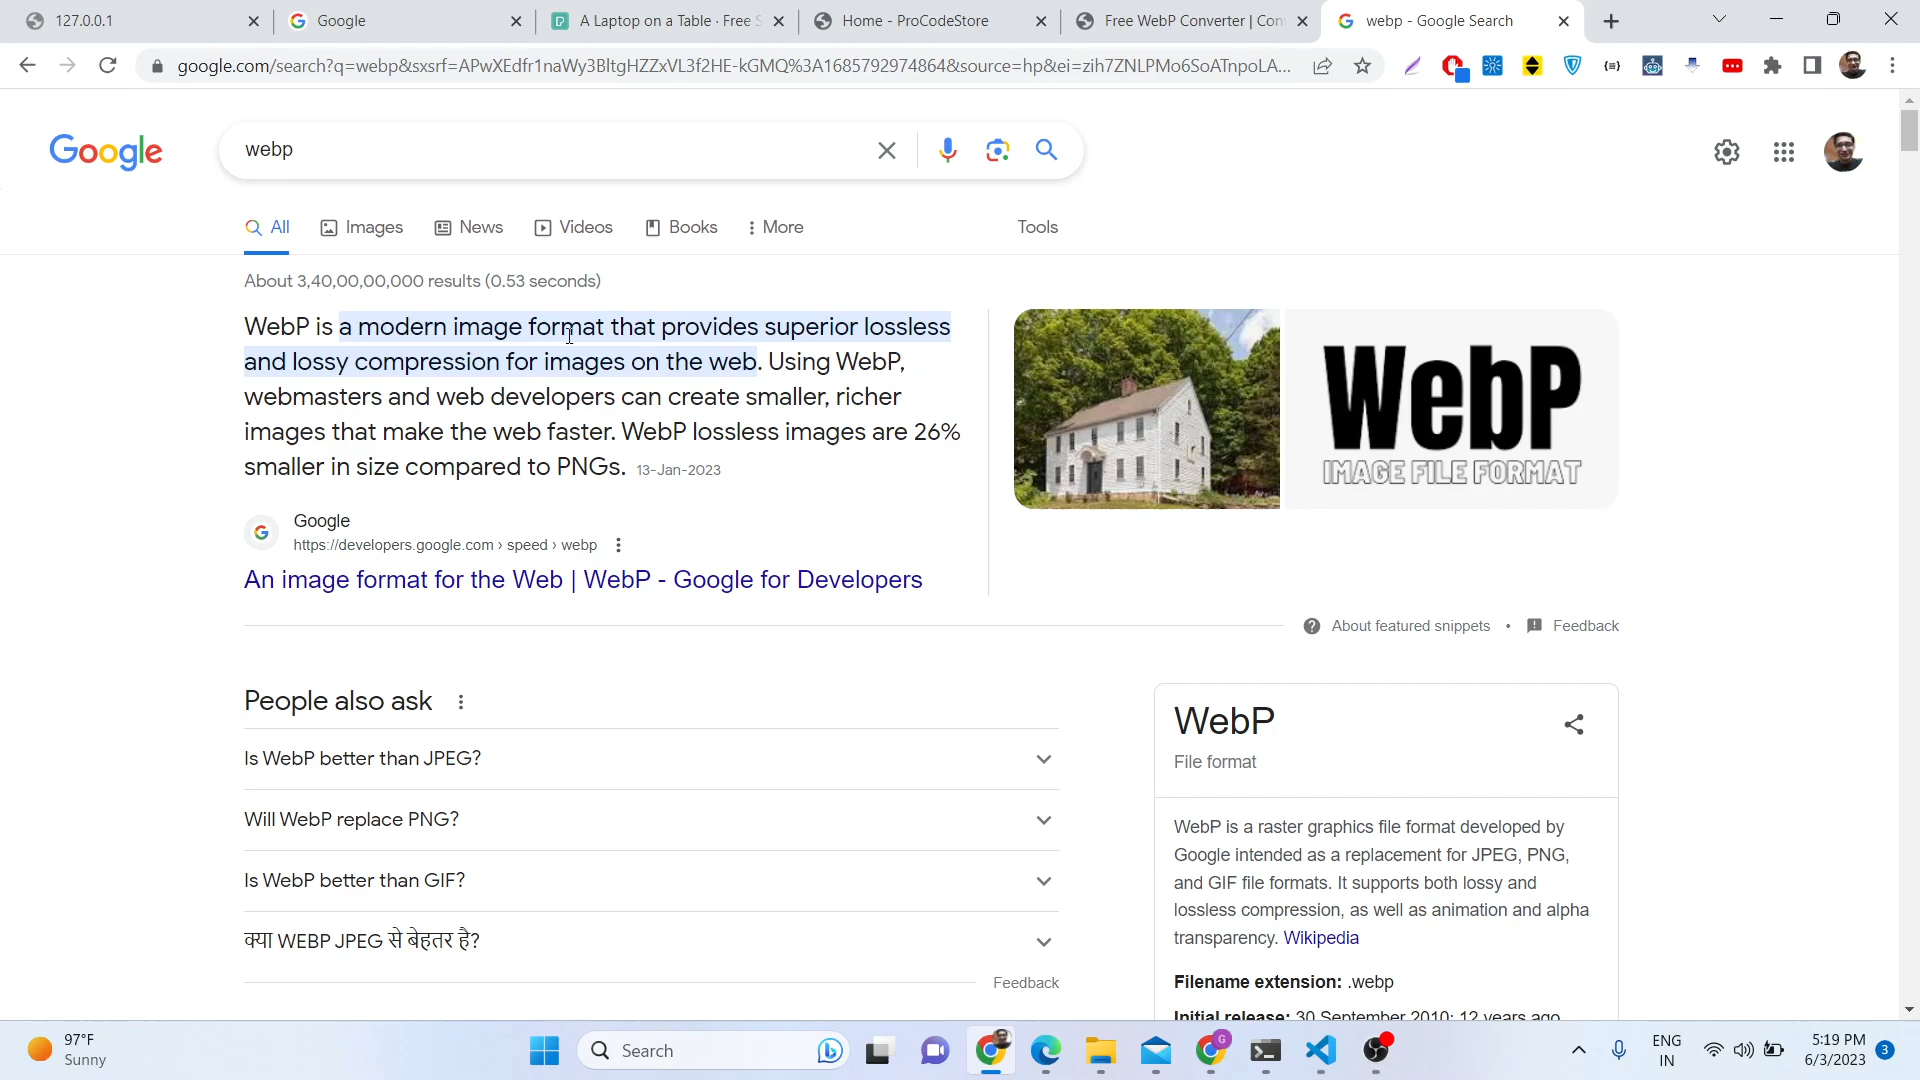 127.0.0.1
Google
A Laptop on a Table · Free S
Home - ProCodeStore
Free WebP Converter | Con
webp - Google Search
google.com/search?q=webp&sxsrf=APwXEdfr1naWy3BltgHZZxVL3f2HE-kGMQ%3A1685792974864&source=hp&ei=zih7ZNLPMo6SoATnpoLA...
Google
webp
All
Images
News
Videos
Books
More
Tools
About 3,40,00,00,000 results (0.53 seconds)
WebP is a modern image format that provides superior lossless
and lossy compression for images on the web. Using WebP,
webmasters and web developers can create smaller, richer
images that make the web faster. WebP lossless images are 26%
smaller in size compared to PNGs. 13-Jan-2023
WebP
IMAGE FILE FORMAT
Google
https://developers.google.com › speed › webp
An image format for the Web | WebP - Google for Developers
About featured snippets • Feedback
People also ask
Is WebP better than JPEG?
Will WebP replace PNG?
Is WebP better than GIF?
क्या WEBP JPEG से बेहतर है?
Feedback
WebP
File format
WebP is a raster graphics file format developed by
Google intended as a replacement for JPEG, PNG,
and GIF file formats. It supports both lossy and
lossless compression, as well as animation and alpha
transparency. Wikipedia
Filename extension: .webp
Initial release: 30 September 2010; 12 years ago
97°F
Sunny
Search
G
ENG
IN
5:19 PM
6/3/2023
3